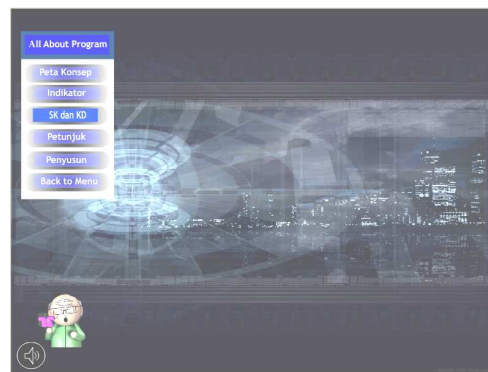 All About Program
Peta Konsep
Indikator
SK dan KD
Petunjuk
Penyusun
Back to Menu